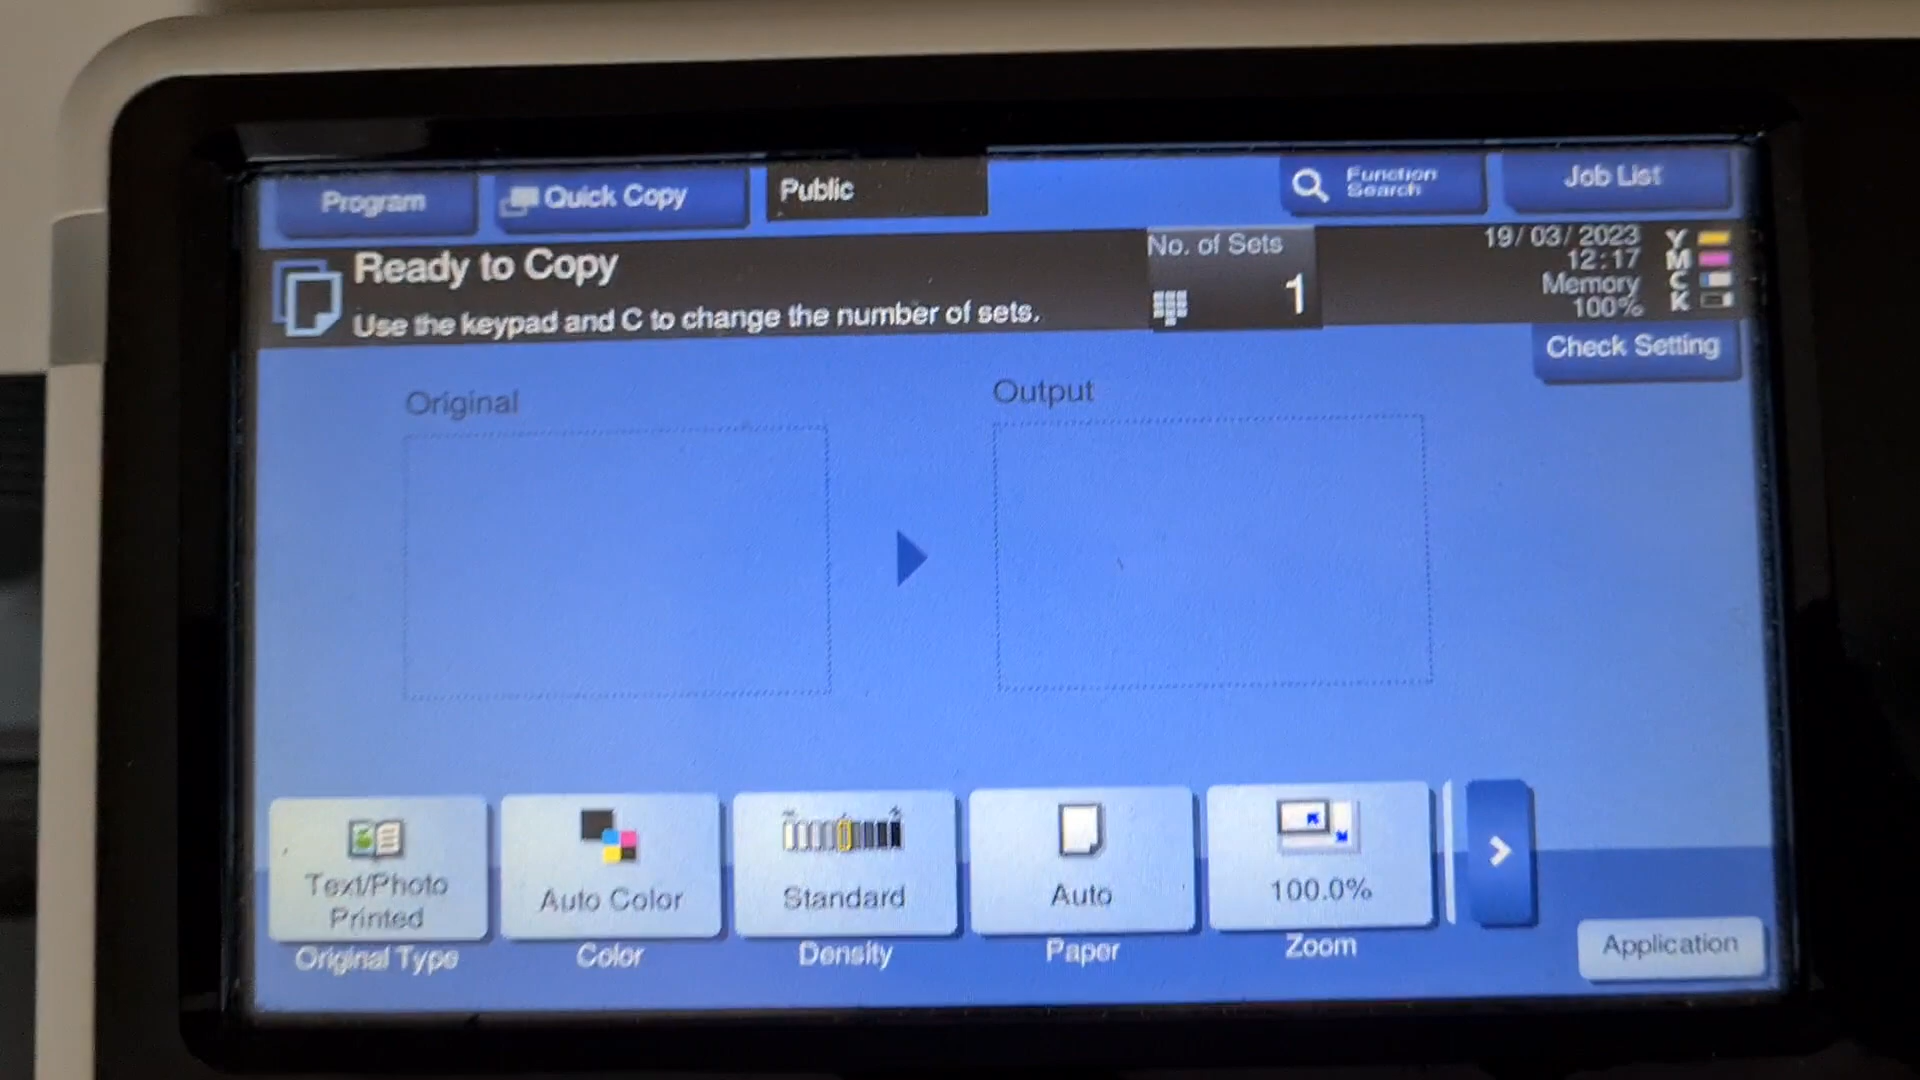 Program
Quick Copy
Public
Function
Search
Job List
Ready to Copy
Use the keypad and C to change the number of sets.
No. of Sets
1
19/03/2023
12:17
Memory
100%
Y
M
C
K
Check Setting
Original
Output
Text/Photo
Printed
Original Type
Auto Color
Color
Standard
Density
Auto
Paper
100.0%
Zoom
Application